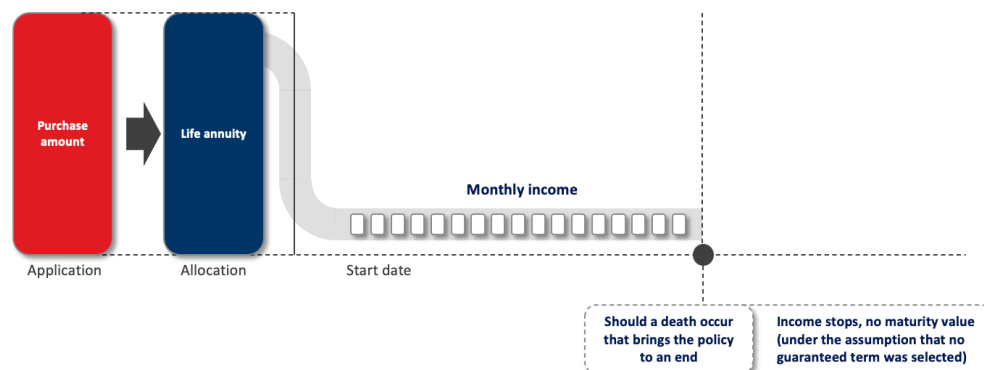 Purchase
amount
Life annuity
Monthly income
Application
Allocation
Start date
Should a death occur
that brings the policy
to an end
Income stops, no maturity value
(under the assumption that no
guaranteed term was selected)